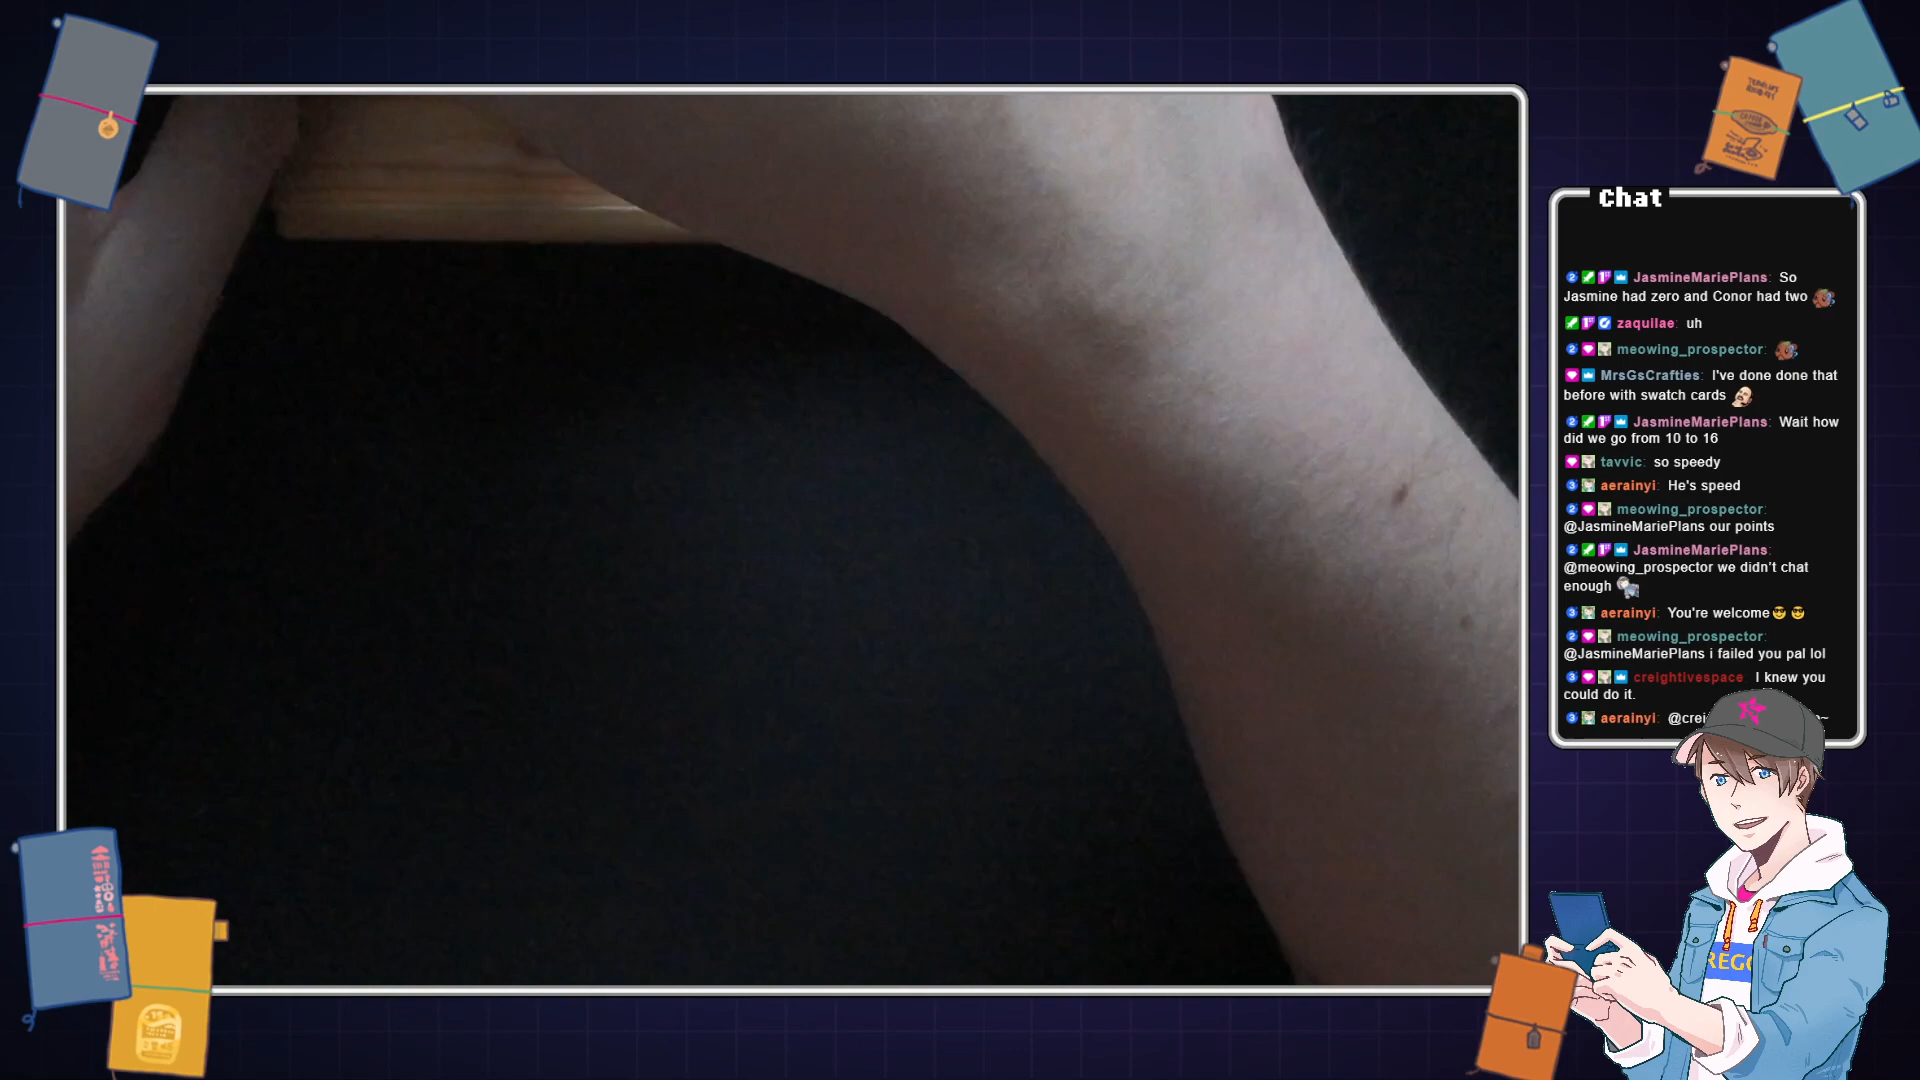 chat
JasmineMariePlans: So
Jasmine had zero and Conor had two
zaquilae: uh
meowing_prospector:
MrsGsCrafties: I've done done that
before with swatch cards
JasmineMariePlans: Wait how
did we go from 10 to 16
tavvic: so speedy
aerainyi: He's speed
meowing_prospector:
@JasmineMariePlans our points
JasmineMariePlans:
@meowing_prospector we didn't chat
enough
aerainyi: You're welcome
meowing_prospector:
@JasmineMariePlans i failed you pal lol
creightivespace: I knew you
could do it.
aerainyi: